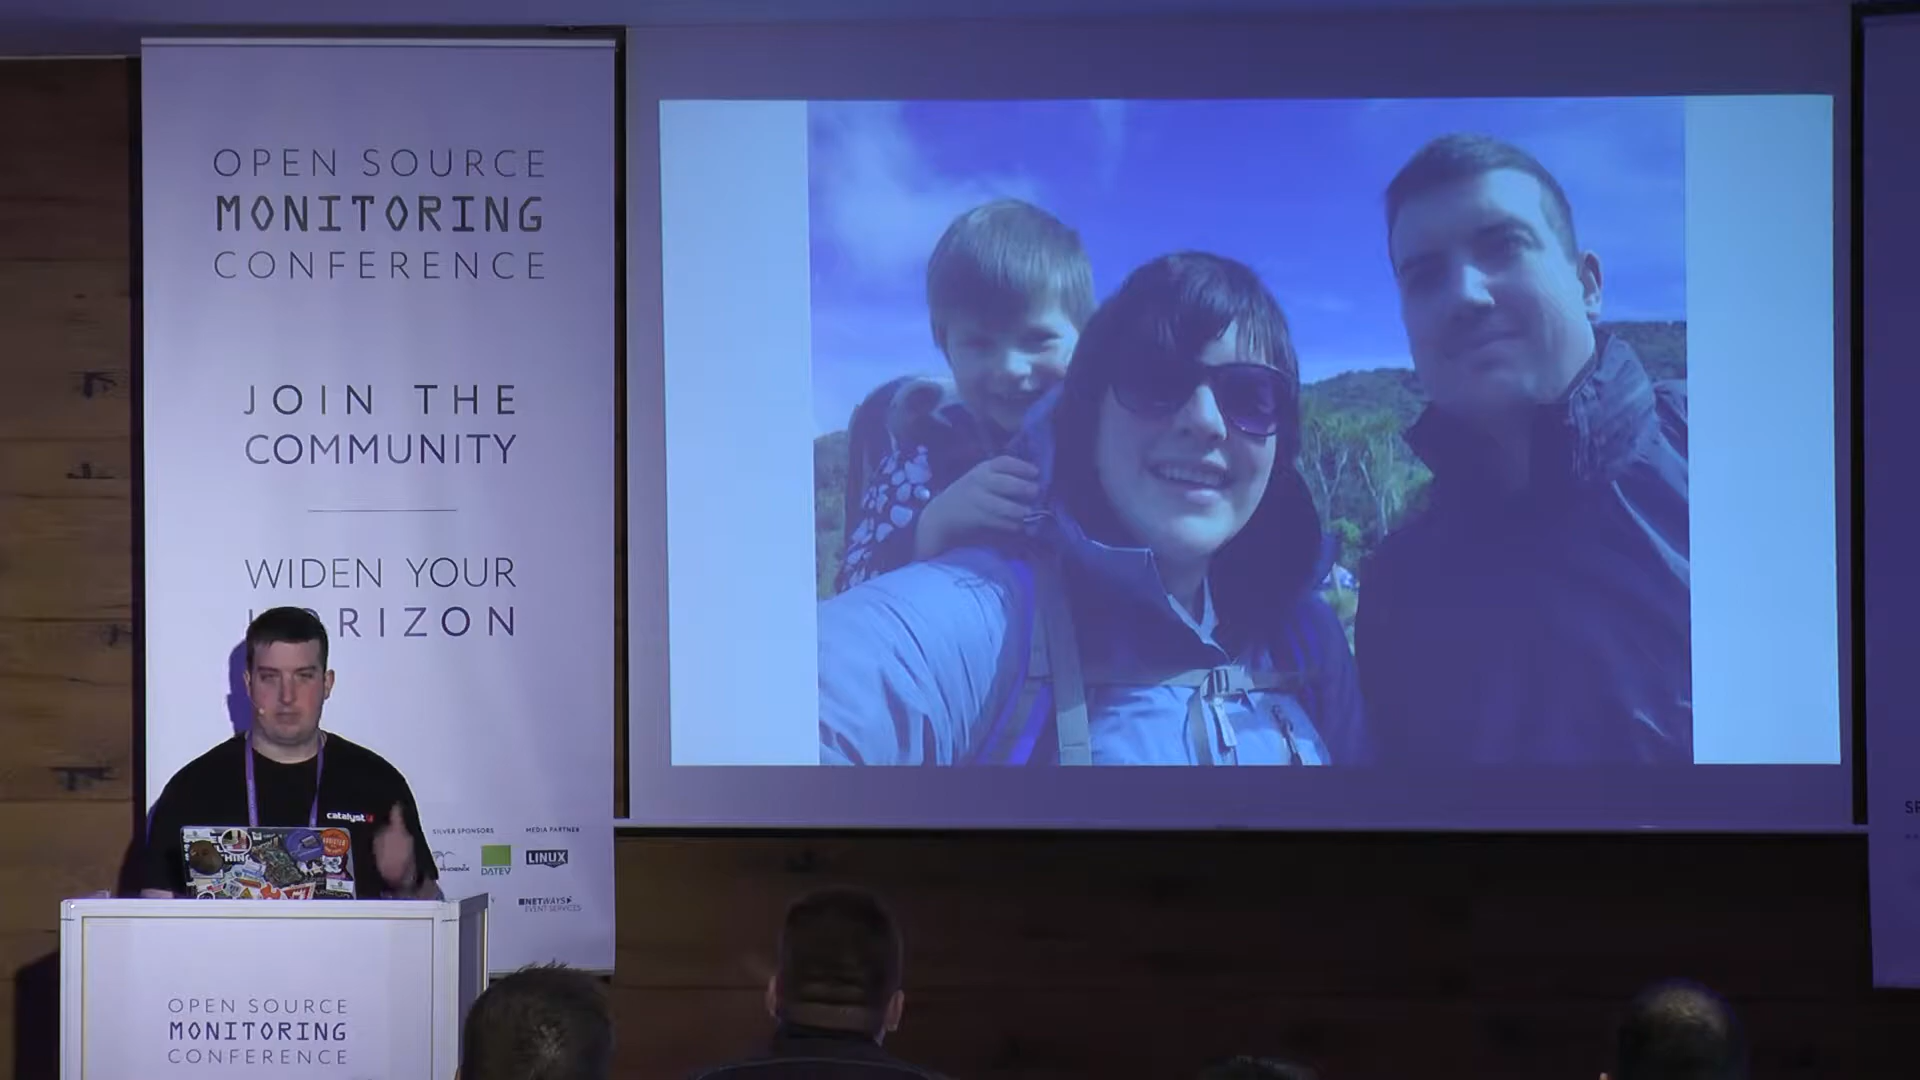 OPEN SOURCE
MONITORING
CONFERENCE
JOIN THE
COMMUNITY
WIDEN YOUR
RIZON
catalyst
SILVER SPONSORS
MEDIA PARTNER
DATEV
LINUX
NETWAYS
EVENT SERVICES
OPEN SOURCE
MONITORING
CONFERENCE